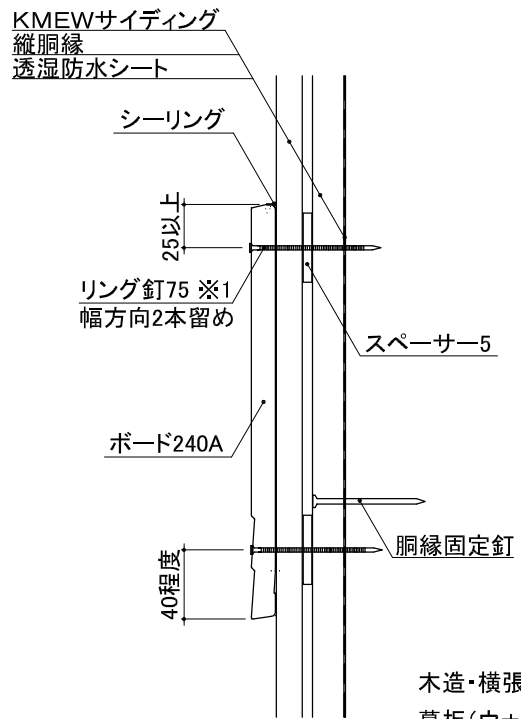 KMEWサイディング
縦胴縁
透湿防水シート
シーリング
25以上
リング釘75 ※1
幅方向2本留め
スペーサー5
ボード240A
胴縁固定釘
40程度
木造・横張